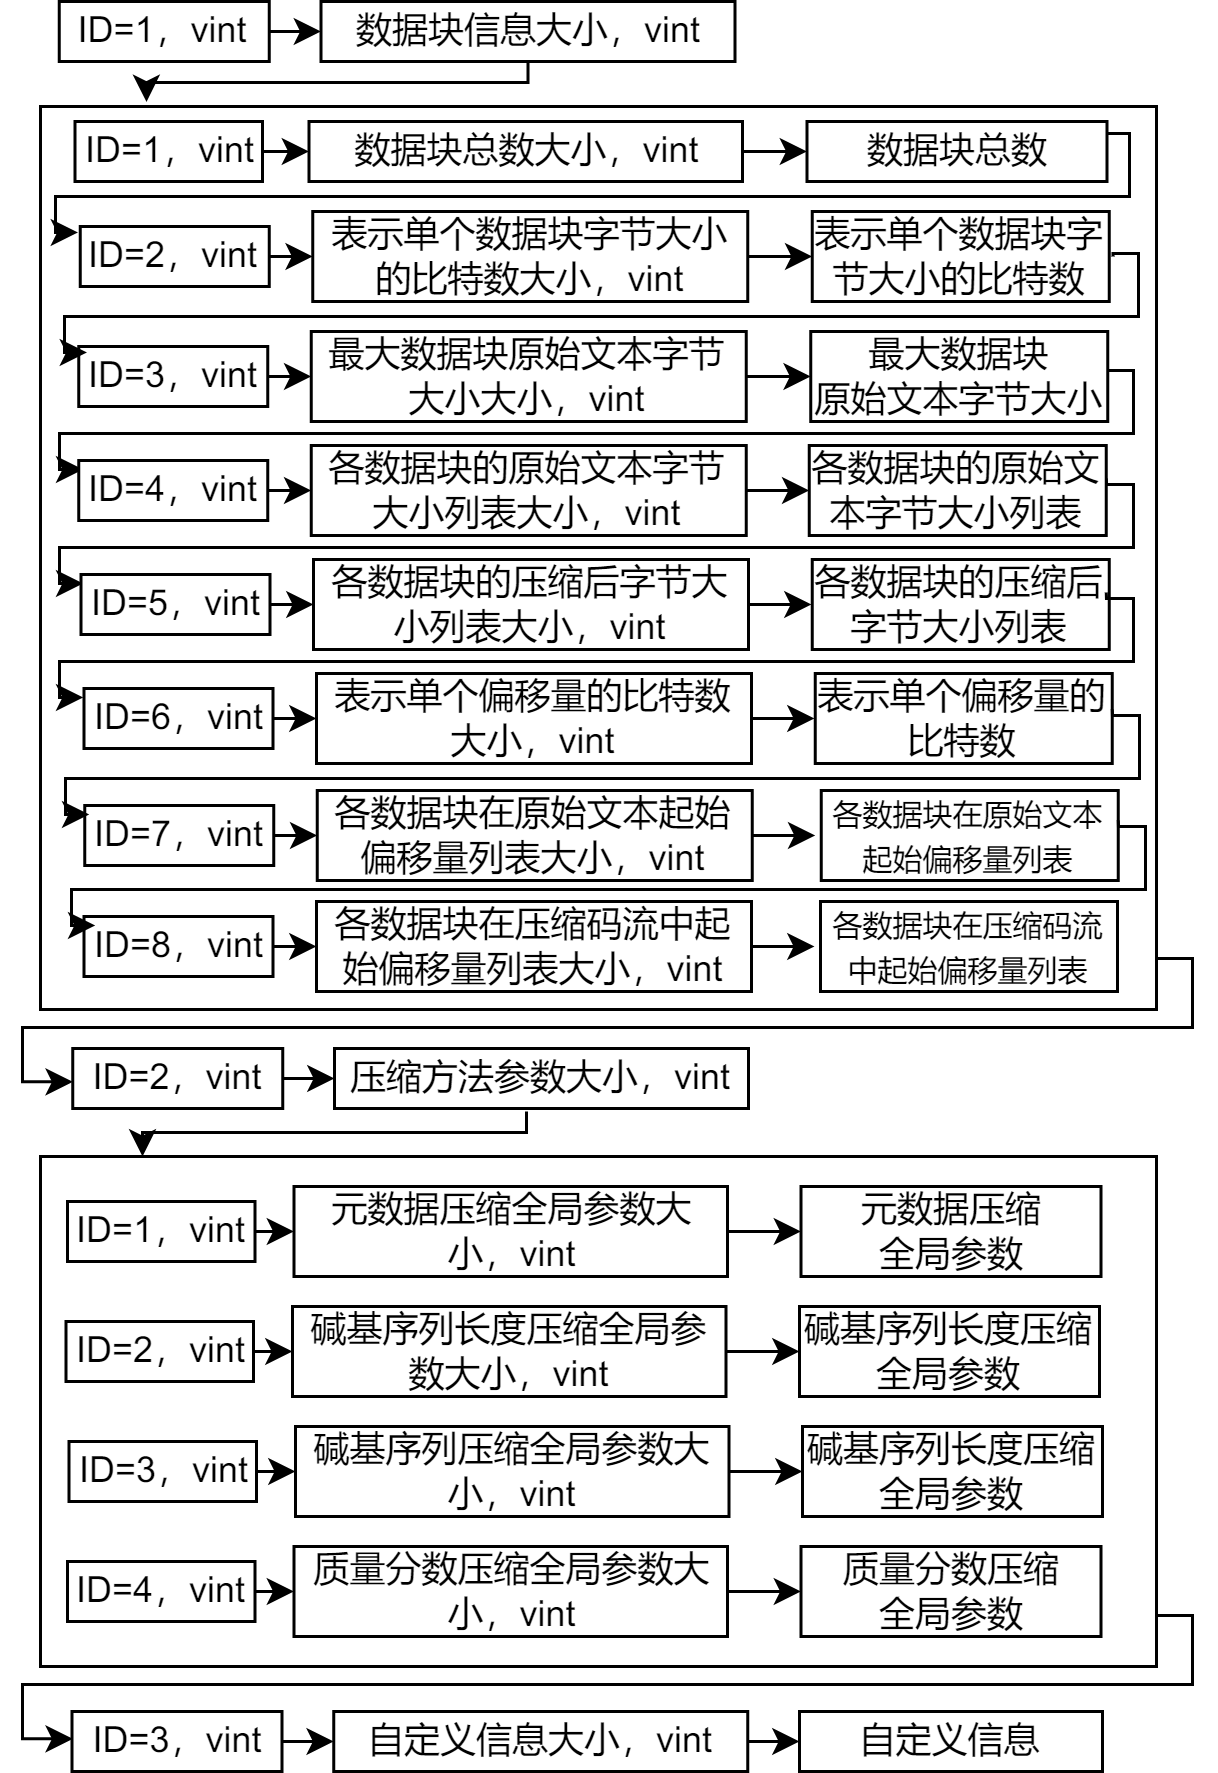 ID=1，vint
数据块信息大小，vint
ID=1，vint
数据块总数大小，vint
数据块总数
ID=2，vint
表示单个数据块字节大小
的比特数大小，vint
表示单个数据块字
节大小的比特数
ID=3，vint
最大数据块原始文本字节
大小大小，vint
最大数据块
原始文本字节大小
ID=4，vint
各数据块的原始文本字节
大小列表大小，vint
各数据块的原始文
本字节大小列表
ID=5，vint
各数据块的压缩后字节大
小列表大小，vint
各数据块的压缩后
字节大小列表
ID=6，vint
表示单个偏移量的比特数
大小，vint
表示单个偏移量的
比特数
ID=7，vint
各数据块在原始文本起始
偏移量列表大小，vint
各数据块在原始文本
起始偏移量列表
ID=8，vint
各数据块在压缩码流中起
始偏移量列表大小，vint
各数据块在压缩码流
中起始偏移量列表
ID=2，vint
压缩方法参数大小，vint
ID=1，vint
元数据压缩全局参数大
小，vint
元数据压缩
全局参数
ID=2，vint
碱基序列长度压缩全局参
数大小，vint
碱基序列长度压缩
全局参数
ID=3，vint
碱基序列压缩全局参数大
小，vint
碱基序列长度压缩
全局参数
ID=4，vint
质量分数压缩全局参数大
小，vint
质量分数压缩
全局参数
ID=3，vint
自定义信息大小，vint
自定义信息